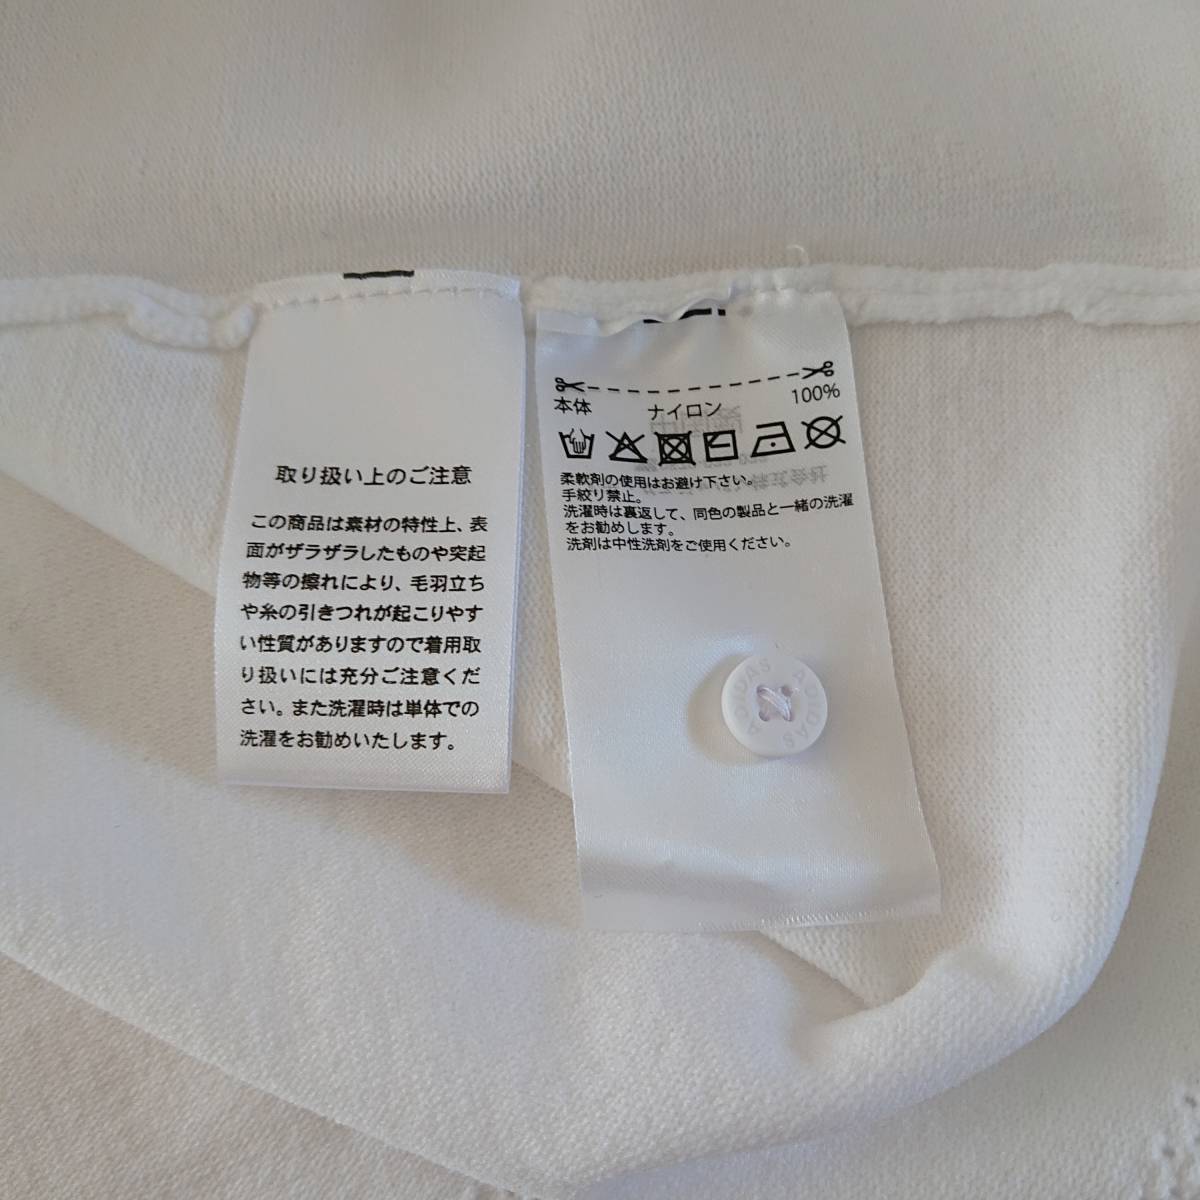 取り扱い上のご注意
この商品は素材の特性上、表
面がザラザラしたものや突起
物等の擦れにより、毛羽立ち
や糸の引きつれが起こりやす
い性質がありますので着用取
り扱いには充分ご注意くだ
さい。また洗濯時は単体での
洗濯をお勧めいたします。
本体 ナイロン 100%
柔軟剤の使用はお避け下さい。
手絞り禁止。
洗濯時は裏返して、同色の製品と一緒の洗濯
をお勧めします。
洗剤は中性洗剤をご使用ください。
ADIDAS
ADIDAS